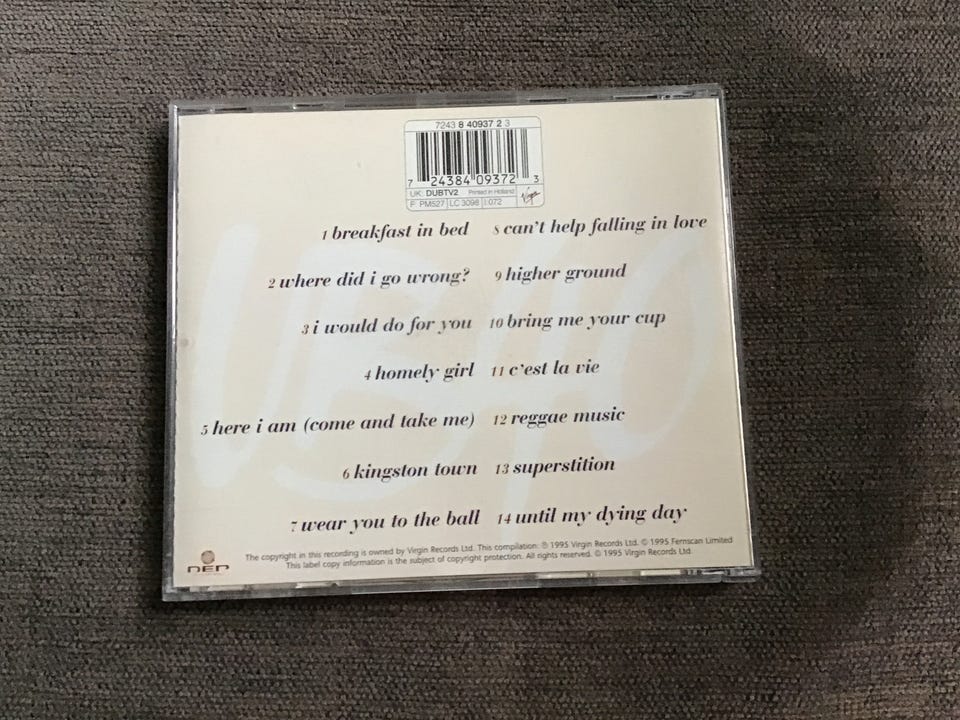 7243 8 40937 2 3
7 24384 09372 3
UK: DUBTV2 Printed in Holland
F: PM527 LC 3098 I:072
Virgin
1 breakfast in bed
2 where did i go wrong?
3 i would do for you
4 homely girl
5 here i am (come and take me)
6 kingston town
7 wear you to the ball
8 can't help falling in love
9 higher ground
10 bring me your cup
11 c'est la vie
12 reggae music
13 superstition
14 until my dying day
UB40
DEP
The copyright in this recording is owned by Virgin Records Ltd. This compilation: ℗ 1995 Virgin Records Ltd. © 1995 Fernscan Limited
This label copy information is the subject of copyright protection. All rights reserved. © 1995 Virgin Records Ltd.